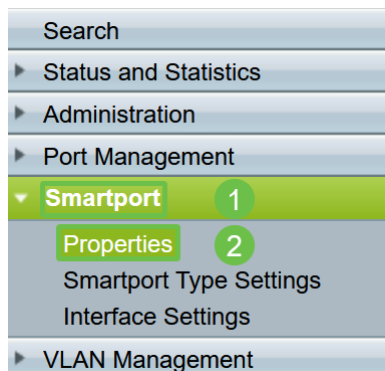 Search
Status and Statistics
Administration
Port Management
Smartport 1
Properties 2
Smartport Type Settings
Interface Settings
VLAN Management